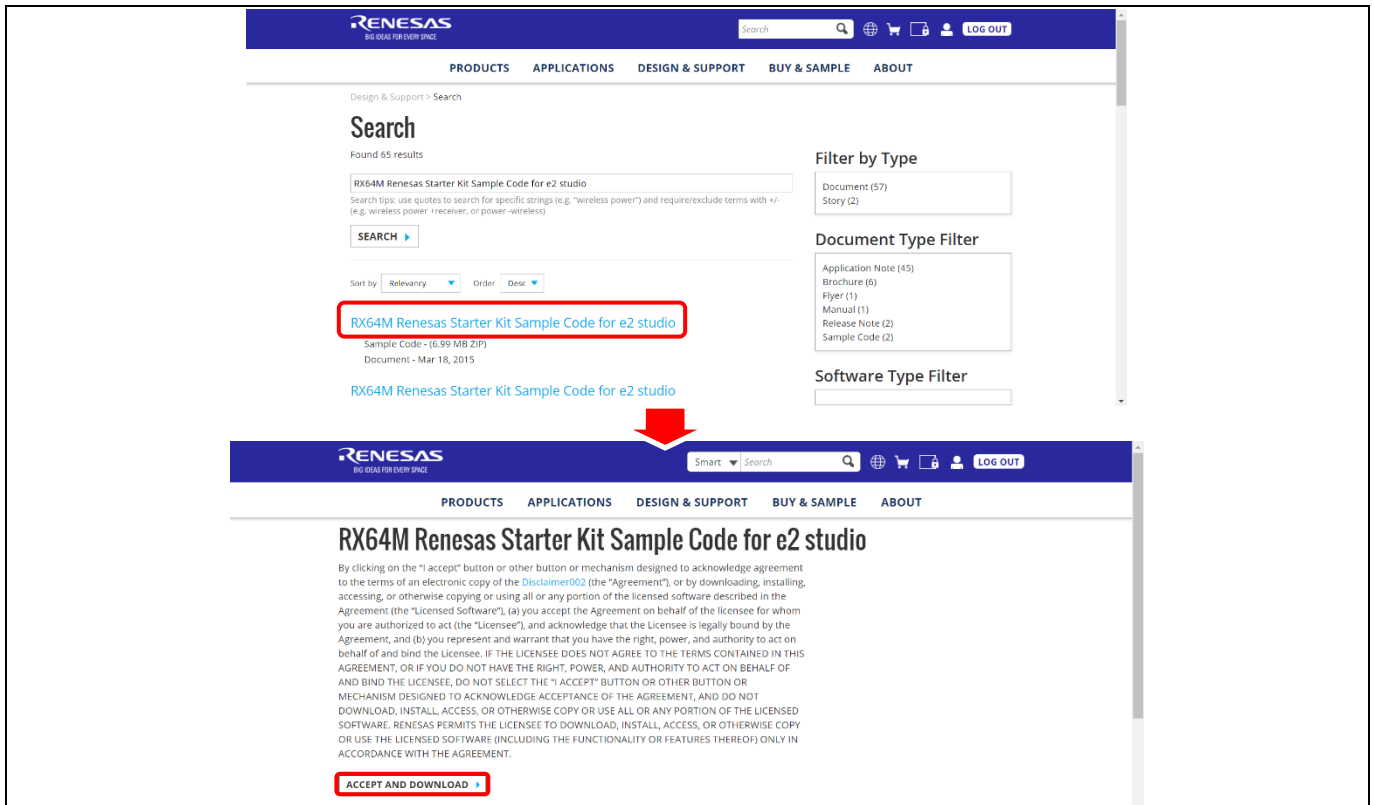 RENESAS
BIG IDEAS FOR EVERY SPACE
Search
LOG OUT
PRODUCTS APPLICATIONS DESIGN & SUPPORT BUY & SAMPLE ABOUT
Design & Support > Search
Search
Found 65 results
RX64M Renesas Starter Kit Sample Code for e2 studio
Search tips: use quotes to search for specific strings (e.g. "wireless power") and require/exclude terms with +/-
(e.g. wireless power +receiver, or power -wireless)
SEARCH
Sort by Relevancy Order Desc
RX64M Renesas Starter Kit Sample Code for e2 studio
Sample Code - (6.99 MB ZIP)
Document - Mar 18, 2015
RX64M Renesas Starter Kit Sample Code for e2 studio
Filter by Type
Document (57)
Story (2)
Document Type Filter
Application Note (45)
Brochure (6)
Flyer (1)
Manual (1)
Release Note (2)
Sample Code (2)
Software Type Filter
RENESAS
BIG IDEAS FOR EVERY SPACE
Smart Search
LOG OUT
PRODUCTS APPLICATIONS DESIGN & SUPPORT BUY & SAMPLE ABOUT
RX64M Renesas Starter Kit Sample Code for e2 studio
By clicking on the "I accept" button or other button or mechanism designed to acknowledge agreement
to the terms of an electronic copy of the Disclaimer002 (the "Agreement"), or by downloading, installing,
accessing, or otherwise copying or using all or any portion of the licensed software described in the
Agreement (the "Licensed Software"), (a) you accept the Agreement on behalf of the licensee for whom
you are authorized to act (the "Licensee"), and acknowledge that the Licensee is legally bound by the
Agreement, and (b) you represent and warrant that you have the right, power, and authority to act on
behalf of and bind the Licensee. IF THE LICENSEE DOES NOT AGREE TO THE TERMS CONTAINED IN THIS
AGREEMENT, OR IF YOU DO NOT HAVE THE RIGHT, POWER, AND AUTHORITY TO ACT ON BEHALF OF
AND BIND THE LICENSEE, DO NOT SELECT THE "I ACCEPT" BUTTON OR OTHER BUTTON OR
MECHANISM DESIGNED TO ACKNOWLEDGE ACCEPTANCE OF THE AGREEMENT, AND DO NOT
DOWNLOAD, INSTALL, ACCESS, OR OTHERWISE COPY OR USE ALL OR ANY PORTION OF THE LICENSED
SOFTWARE. RENESAS PERMITS THE LICENSEE TO DOWNLOAD, INSTALL, ACCESS, OR OTHERWISE COPY
OR USE THE LICENSED SOFTWARE (INCLUDING THE FUNCTIONALITY OR FEATURES THEREOF) ONLY IN
ACCORDANCE WITH THE AGREEMENT.
ACCEPT AND DOWNLOAD